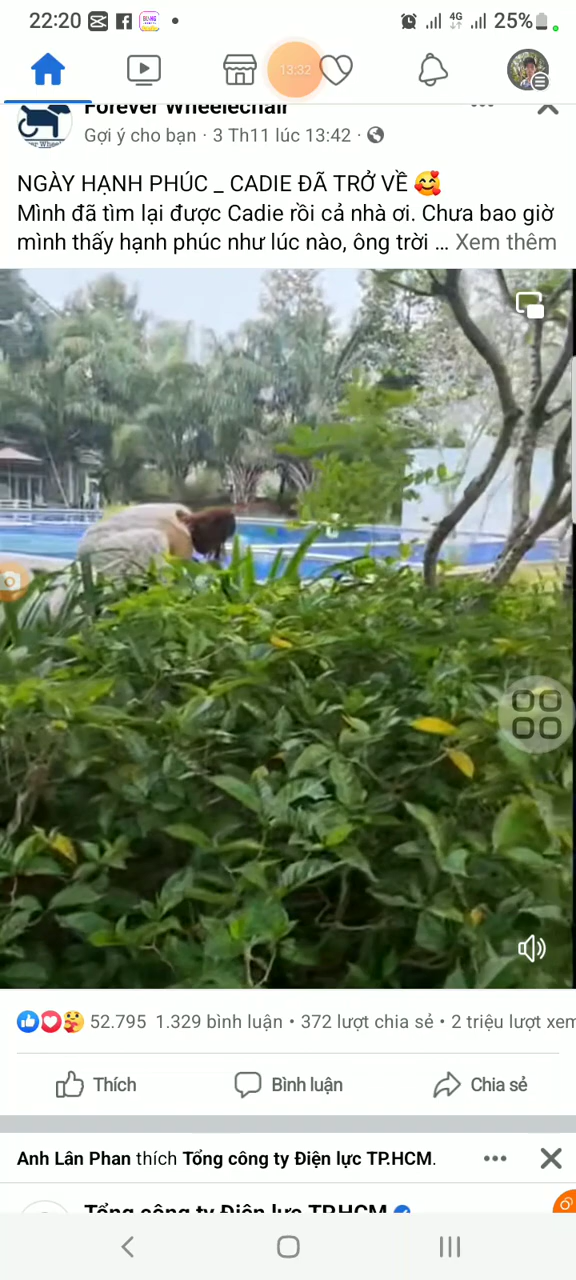 22:20
4G
25%
13:32
Forever Wheelechair
Gợi ý cho bạn · 3 Th11 lúc 13:42 ·
NGÀY HẠNH PHÚC _ CADIE ĐÃ TRỞ VỀ 🥰
Mình đã tìm lại được Cadie rồi cả nhà ơi. Chưa bao giờ
mình thấy hạnh phúc như lúc nào, ông trời ... Xem thêm
52.795 1.329 bình luận • 372 lượt chia sẻ • 2 triệu lượt xem
Thích
Bình luận
Chia sẻ
Anh Lân Phan thích Tổng công ty Điện lực TP.HCM.
Tổng công ty Điện lực TP.HCM